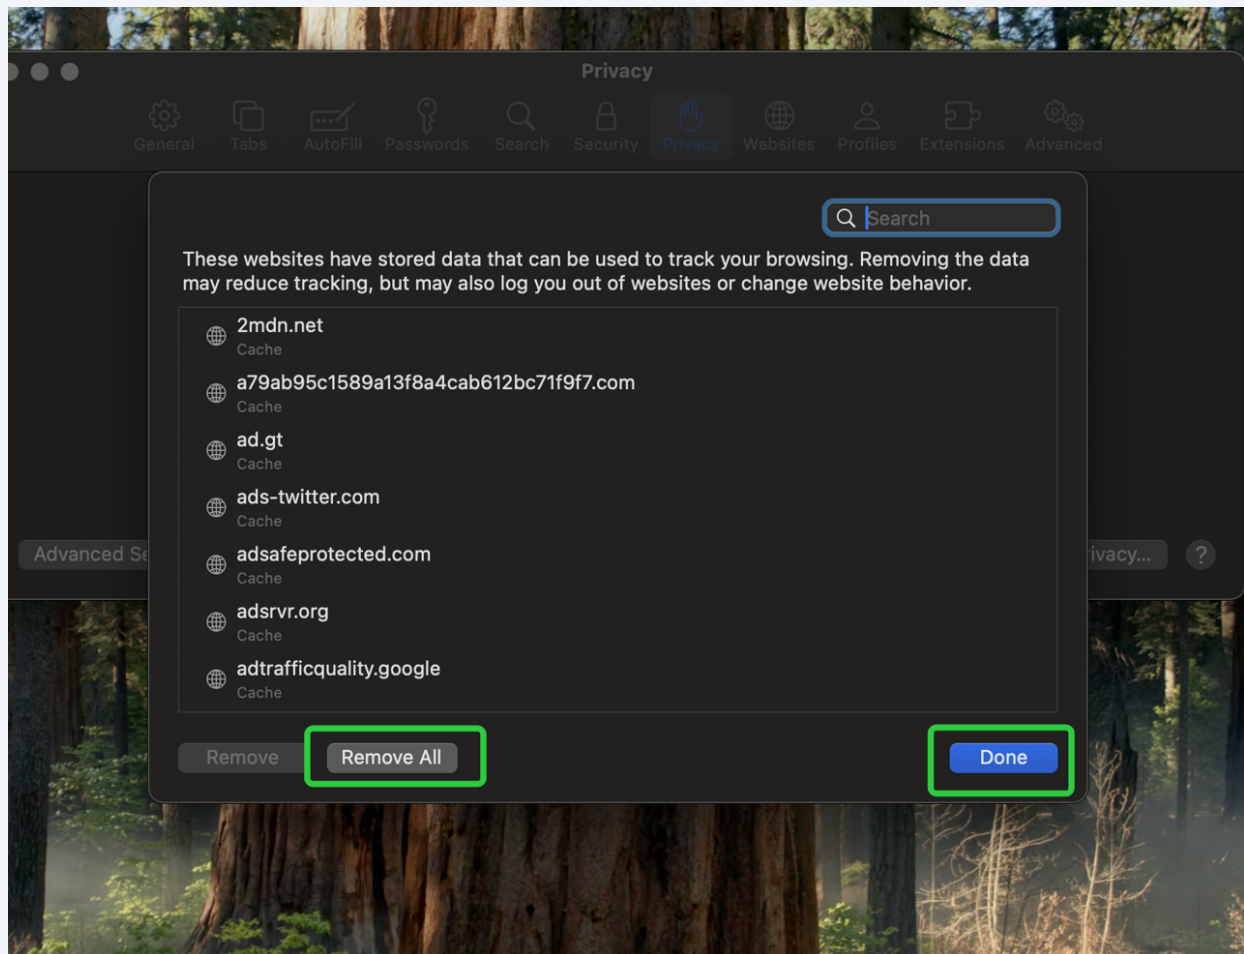 Privacy
General Tabs AutoFill Passwords Search Security Privacy Websites Profiles Extensions Advanced
Search
These websites have stored data that can be used to track your browsing. Removing the data
may reduce tracking, but may also log you out of websites or change website behavior.
2mdn.net
Cache
a79ab95c1589a13f8a4cab612bc71f9f7.com
Cache
ad.gt
Cache
ads-twitter.com
Cache
adsafeprotected.com
Cache
Advanced Se
ivacy...
?
adsrvr.org
Cache
adtrafficquality.google
Cache
Remove
Remove All
Done